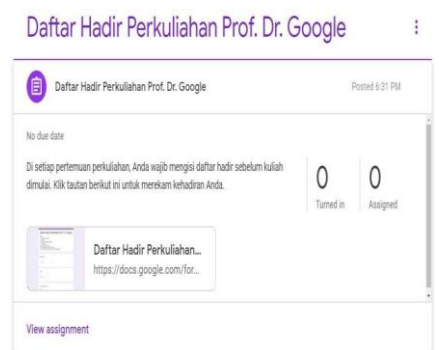 Daftar Hadir Perkuliahan Prof. Dr. Google
Daftar Hadir Perkuliahan Prof. Dr. Google
Posted 6:31 PM
No due date
Di setiap pertemuan perkuliahan, Anda wajib mengisi daftar hadir sebelum kuliah
dimulai. Klik tautan berikut ini untuk merekam kehadiran Anda.
0
Turned in
0
Assigned
Daftar Hadir Perkuliahan...
https://docs.google.com/for...
View assignment